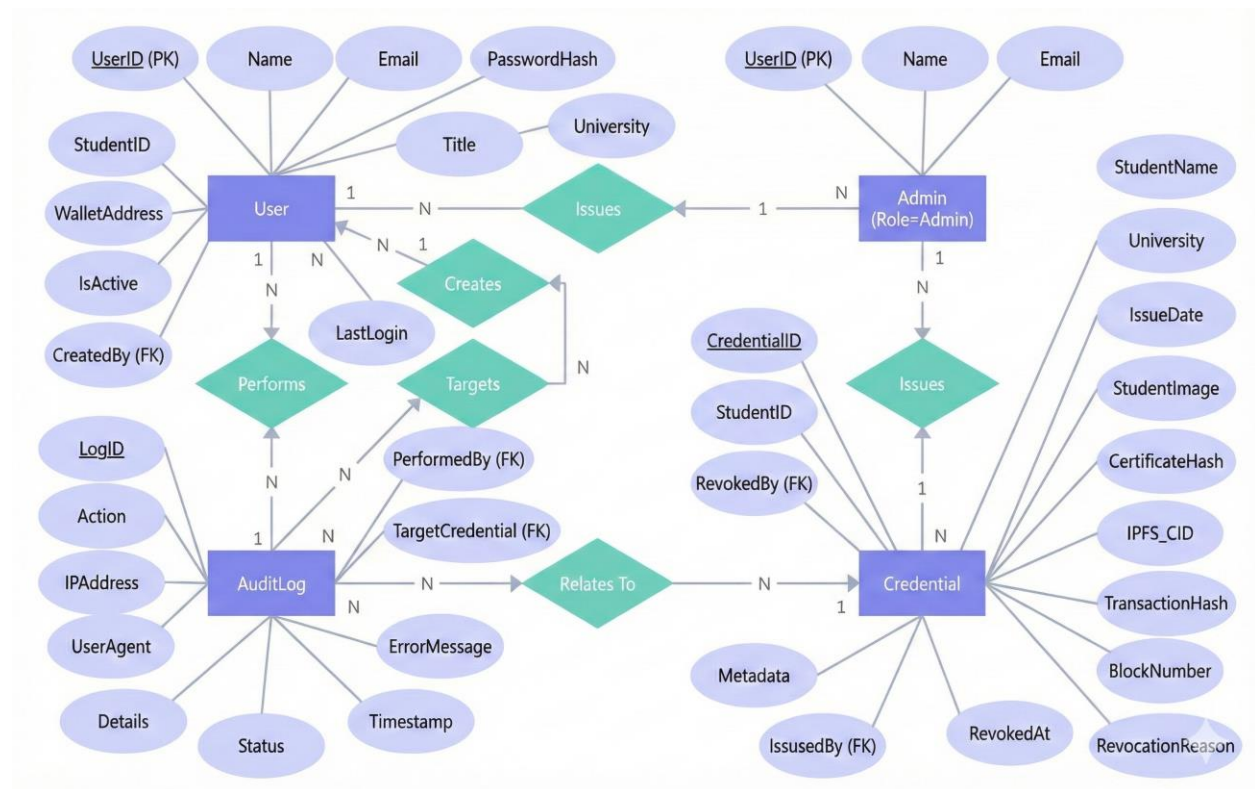 UserID (PK)
Name
Email
PasswordHash
UserID (PK)
Name
Email
StudentID
Title
University
StudentName
WalletAddress
User
1
N
Issues
1
N
Admin
(Role=Admin)
University
IsActive
1
N
N
N
1
Creates
1
N
IssueDate
CreatedBy (FK)
LastLogin
CredentialID
StudentImage
Performs
Targets
N
Issues
StudentID
LogID
PerformedBy (FK)
N
N
RevokedBy (FK)
1
CertificateHash
Action
TargetCredential (FK)
1
N
N
IPFS_CID
IPAddress
AuditLog
N
N
Relates To
N
1
Credential
TransactionHash
UserAgent
ErrorMessage
Metadata
BlockNumber
Details
Status
Timestamp
IssusedBy (FK)
RevokedAt
RevocationReason